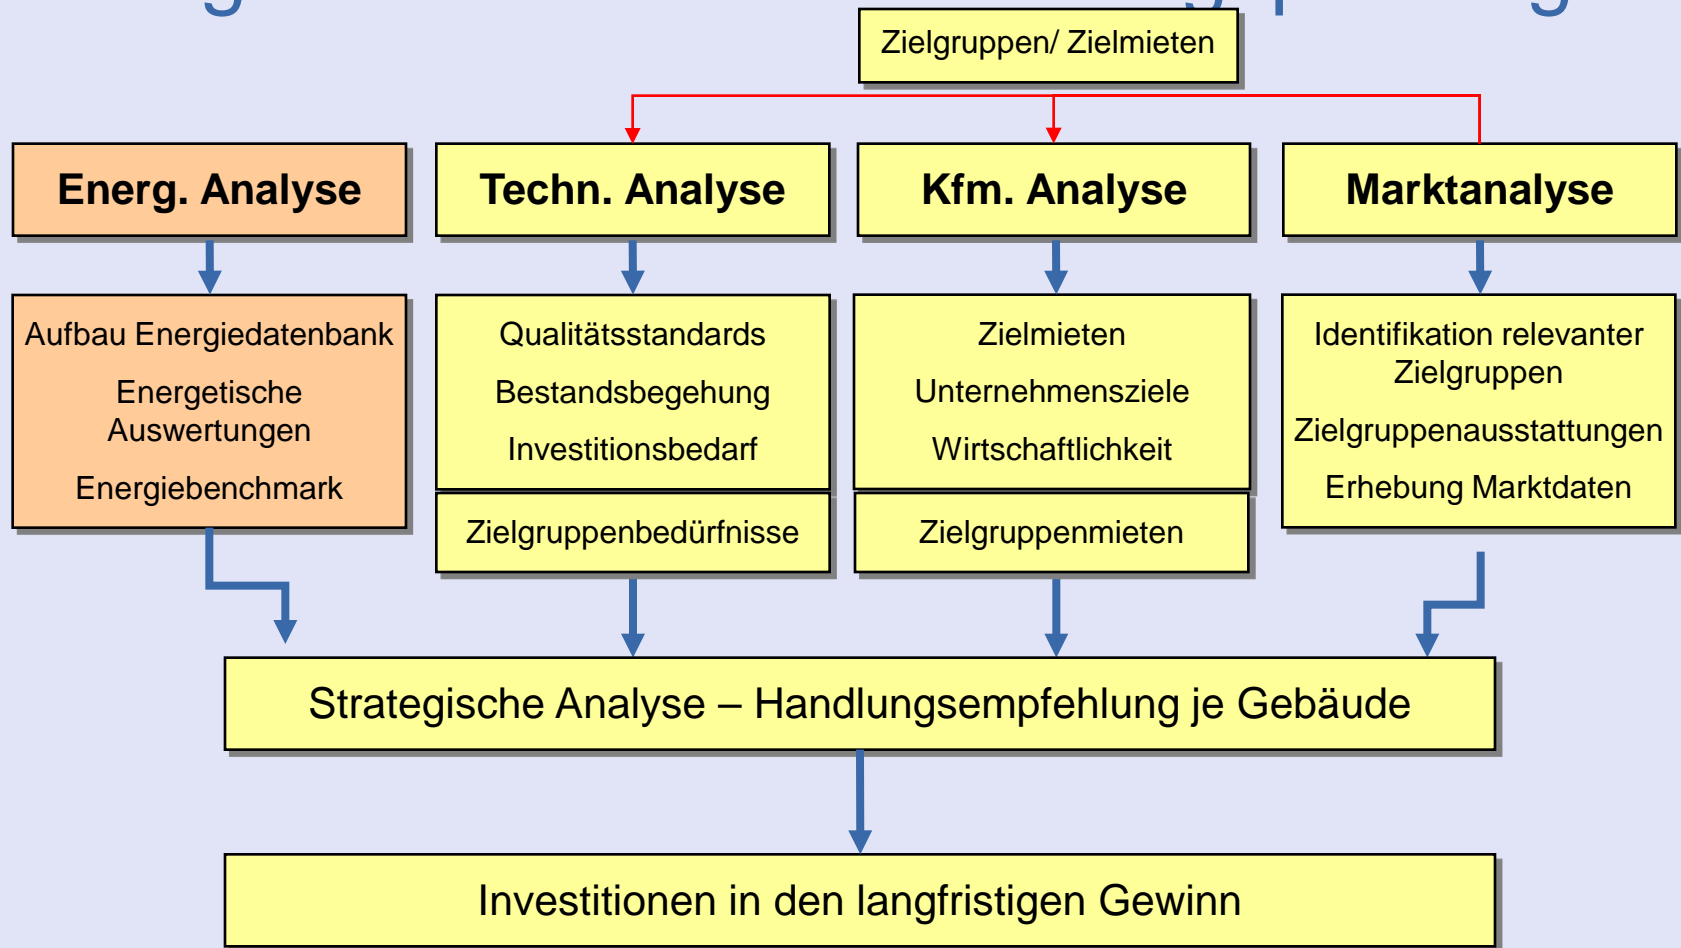 Zielgruppen/ Zielmieten
Energ. Analyse
Techn. Analyse
Kfm. Analyse
Marktanalyse
Aufbau Energiedatenbank
Energetische
Auswertungen
Energiebenchmark
Qualitätsstandards
Bestandsbegehung
Investitionsbedarf
Zielgruppenbedürfnisse
Zielmieten
Unternehmensziele
Wirtschaftlichkeit
Zielgruppenmieten
Identifikation relevanter
Zielgruppen
Zielgruppenausstattungen
Erhebung Marktdaten
Strategische Analyse – Handlungsempfehlung je Gebäude
Investitionen in den langfristigen Gewinn